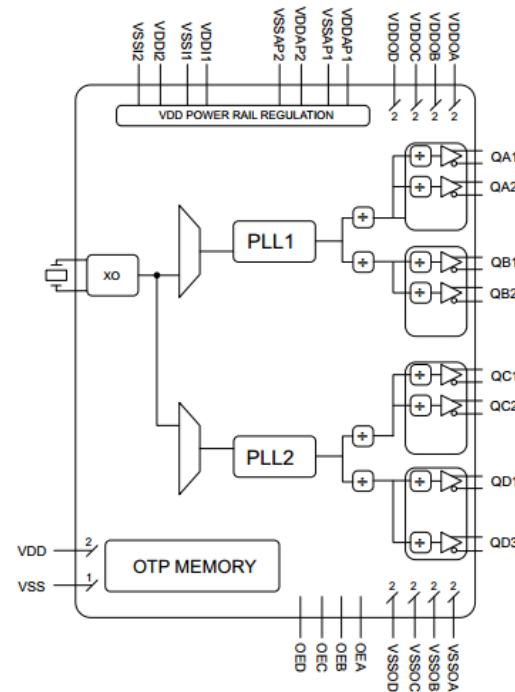 VSSI2
VDDI2
VSSI1
VDDI1
VSSAP2
VDDAP2
VSSAP1
VDDAP1
VDDOD
VDDOC
VDDOB
VDDOA
2
2
2
2
VDD POWER RAIL REGULATION
÷
QA1
÷
QA2
÷
PLL1
÷
÷
QB1
XO
÷
QB2
÷
QC1
÷
QC2
÷
PLL2
÷
÷
QD1
÷
QD3
VDD
2
OTP MEMORY
VSS
1
2
2
2
2
OED
OEC
OEB
OEA
VSSOD
VSSOC
VSSOB
VSSOA